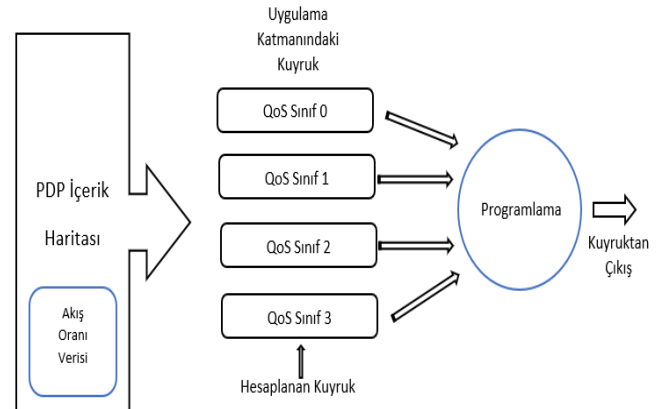 Uygulama
Katmanındaki
Kuyruk
PDP İçerik
Haritası
Akış
Oranı
Verisi
QoS Sınıf 0
QoS Sınıf 1
QoS Sınıf 2
QoS Sınıf 3
Hesaplanan Kuyruk
Programlama
Kuyruktan
Çıkış